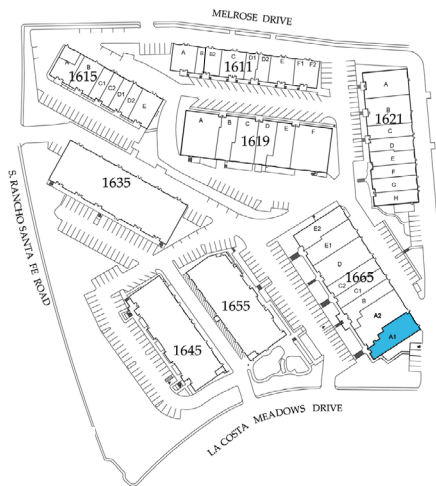 MELROSE DRIVE
A B B2 C D1 D2 E F1 F2
1611
A B C1 C2 D1 D2 E
1615
A
B
1621
C
D
E
F
G
H
A B C D E F
1619
1635
S. RANCHO SANTA FE ROAD
E2
E1
D
1665
C2
C1
B
A2
A1
1655
1645
LA COSTA MEADOWS DRIVE